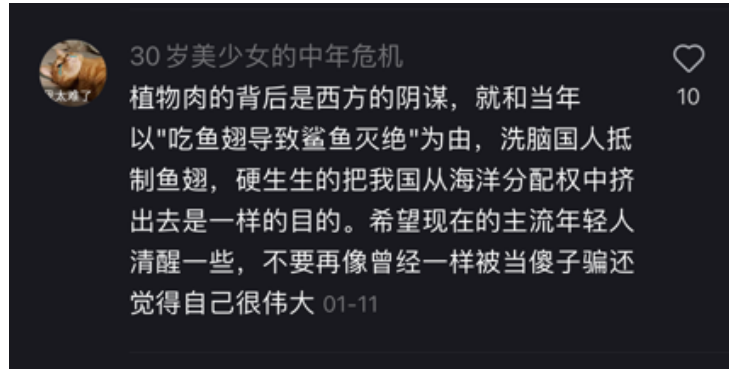 30岁美少女的中年危机
植物肉的背后是西方的阴谋，就和当年
10
以"吃鱼翅导致鲨鱼灭绝"为由，洗脑国人抵
制鱼翅，硬生生的把我国从海洋分配权中挤
出去是一样的目的。希望现在的主流年轻人
清醒一些，不要再像曾经一样被当傻子骗还
觉得自己很伟大 01-11
太难了